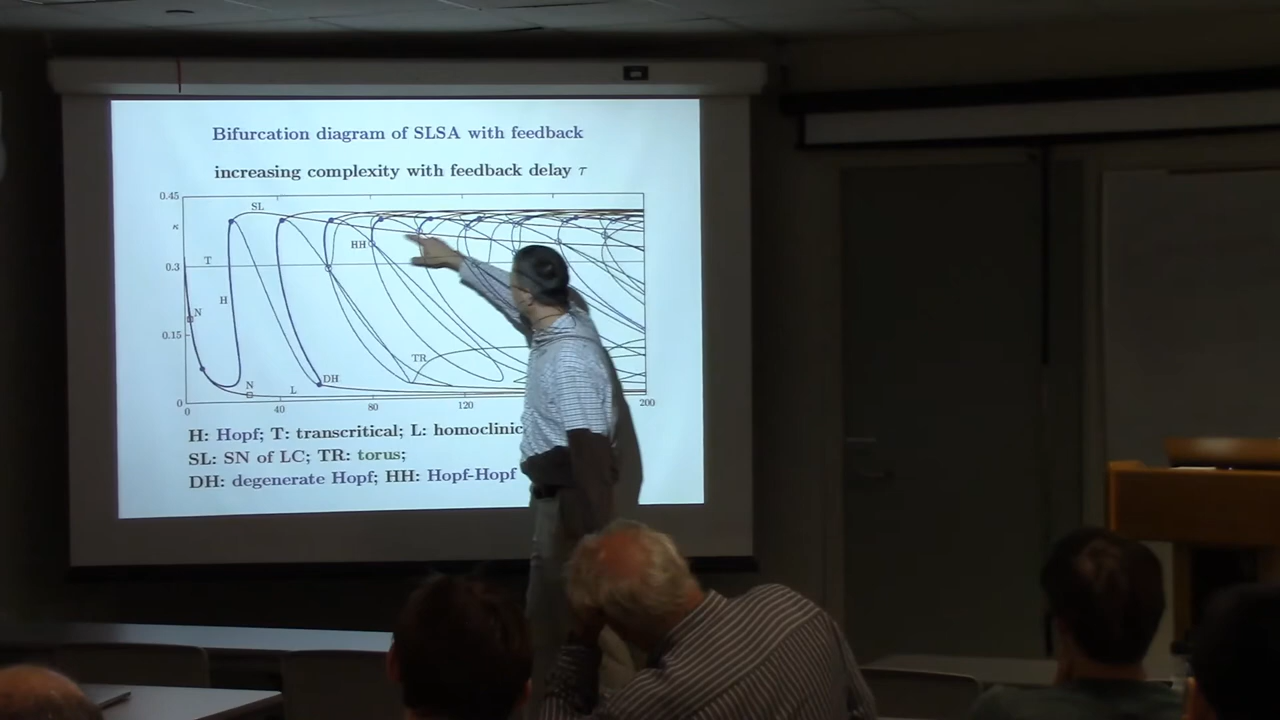 Bifurcation diagram of SLSA with feedback
increasing complexity with feedback delay τ
0.45
SL
κ
HH
T
0.3
H
N
0.15
TR
DH
N
L
0
0 40 80 120 200
H: Hopf; T: transcritical; L: homoclinic
SL: SN of LC; TR: torus;
DH: degenerate Hopf; HH: Hopf-Hopf